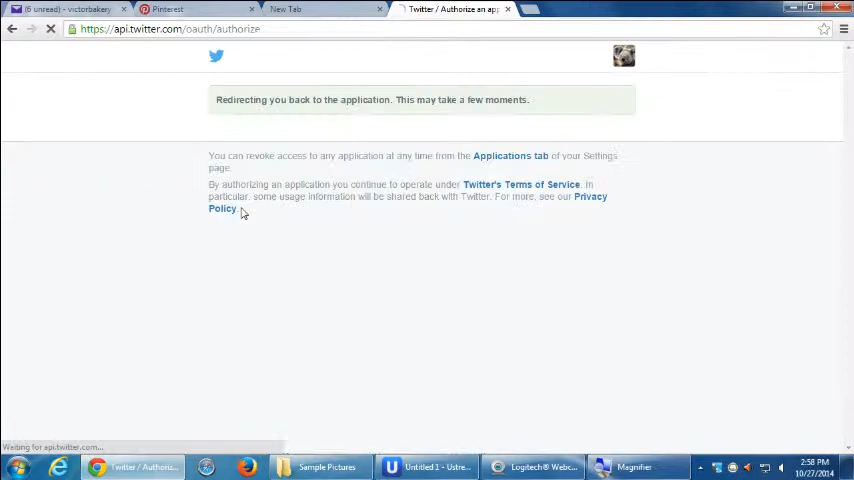 (6 unread) - victorbakery
Pinterest
New Tab
Twitter / Authorize an app
https://api.twitter.com/oauth/authorize
Redirecting you back to the application. This may take a few moments.
You can revoke access to any application at any time from the Applications tab of your Settings
page.
By authorizing an application you continue to operate under Twitter's Terms of Service. In
particular, some usage information will be shared back with Twitter. For more, see our Privacy
Policy.
Waiting for api.twitter.com...
Twitter / Authoriz...
Sample Pictures
Untitled 1 - Ustre...
Logitech® Webc...
Magnifier
2:58 PM
10/27/2014